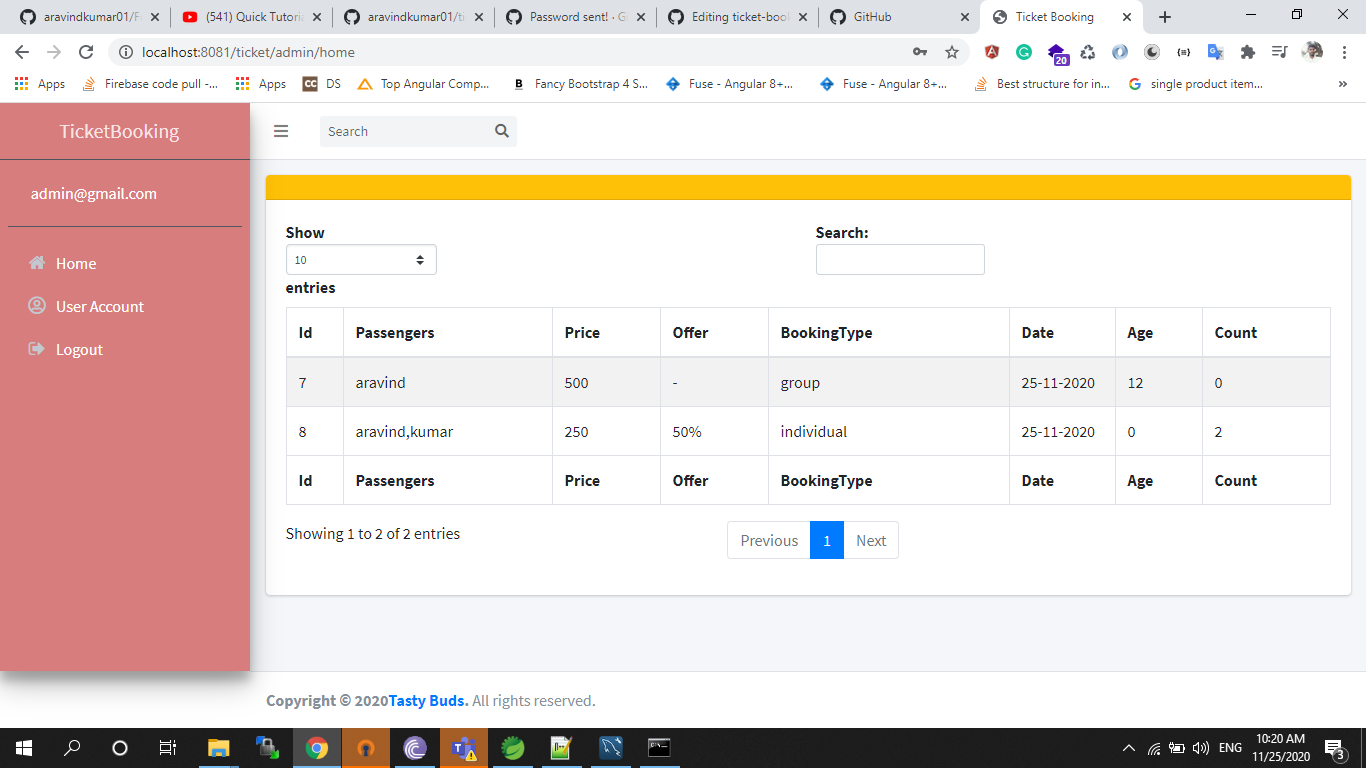 aravindkumar01/F
(541) Quick Tutoria
aravindkumar01/ti
Password sent! · G
Editing ticket-bool
GitHub
Ticket Booking
localhost:8081/ticket/admin/home
20
Apps
Firebase code pull -...
Apps
CC
DS
Top Angular Comp...
B
Fancy Bootstrap 4 S...
Fuse - Angular 8+...
Fuse - Angular 8+...
Best structure for in...
single product item...
»
TicketBooking
Search
admin@gmail.com
Home
User Account
Logout
Show
10
entries
Search:
Id Passengers Price Offer BookingType Date Age Count
7 aravind 500 - group 25-11-2020 12 0
8 aravind,kumar 250 50% individual 25-11-2020 0 2
Id Passengers Price Offer BookingType Date Age Count
Showing 1 to 2 of 2 entries
Previous 1 Next
Copyright © 2020Tasty Buds. All rights reserved.
ENG
10:20 AM
11/25/2020
3